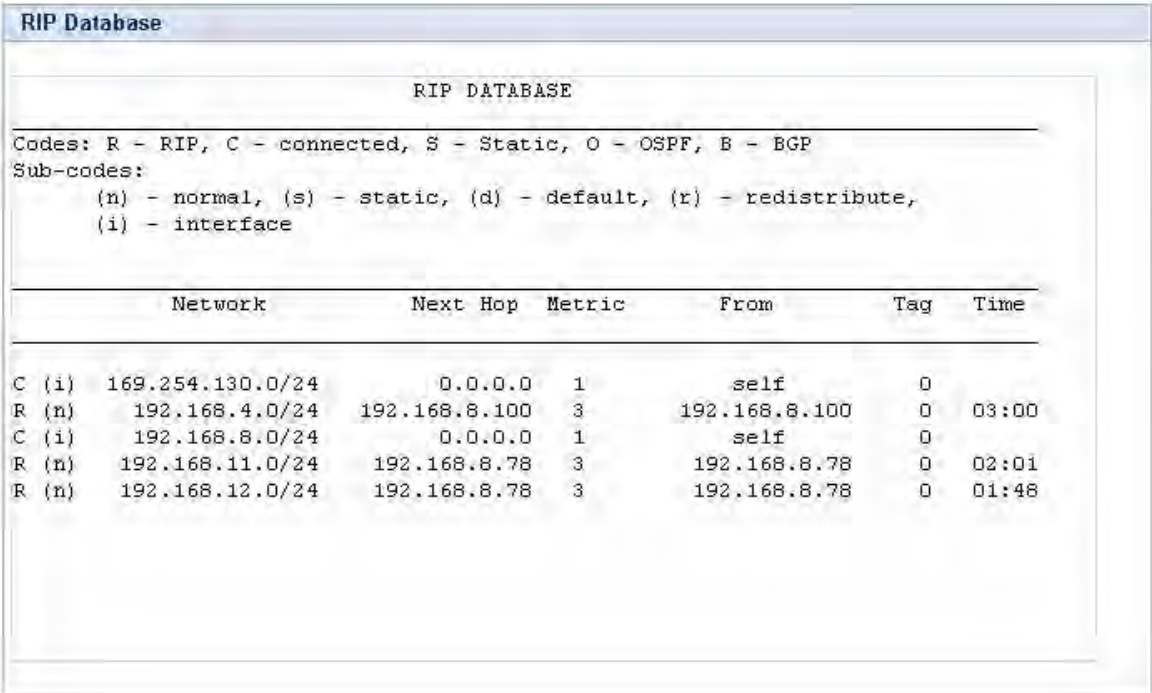 RIP Database
RIP DATABASE
Codes: R - RIP, C - connected, S - Static, O - OSPF, B - BGP
Sub-codes:
(n) - normal, (s) - static, (d) - default, (r) - redistribute,
(i) - interface
Network Next Hop Metric From Tag Time
C (i) 169.254.130.0/24 0.0.0.0 1 self 0
R (n) 192.168.4.0/24 192.168.8.100 3 192.168.8.100 0 03:00
C (i) 192.168.8.0/24 0.0.0.0 1 self 0
R (n) 192.168.11.0/24 192.168.8.78 3 192.168.8.78 0 02:01
R (n) 192.168.12.0/24 192.168.8.78 3 192.168.8.78 0 01:48